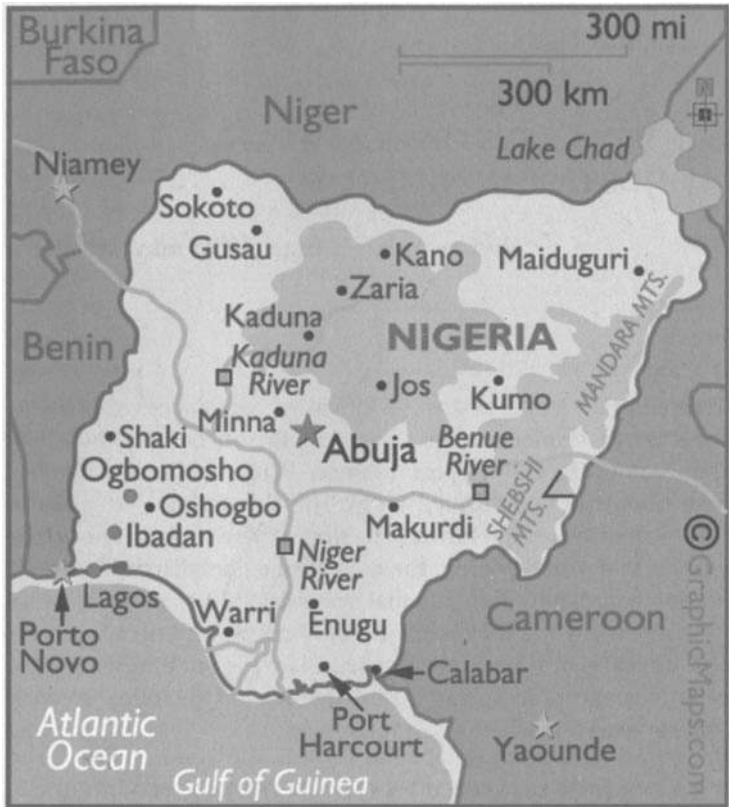 Burkina
Faso
300 mi
300 km
Niger
Lake Chad
Niamey
Sokoto
Gusau
Kano
Maiduguri
Zaria
MANDARA MTS.
Kaduna
NIGERIA
Benin
Kaduna
River
Jos
Kumo
Minna
Abuja
Benue
River
Shaki
Ogbomosho
Oshogbo
Makurdi
SHEBSHI
MTS.
Ibadan
Niger
River
Lagos
Warri
Enugu
Cameroon
Porto
Novo
Calabar
Port
Harcourt
Atlantic
Ocean
Yaounde
Gulf of Guinea
© GraphicMaps.com